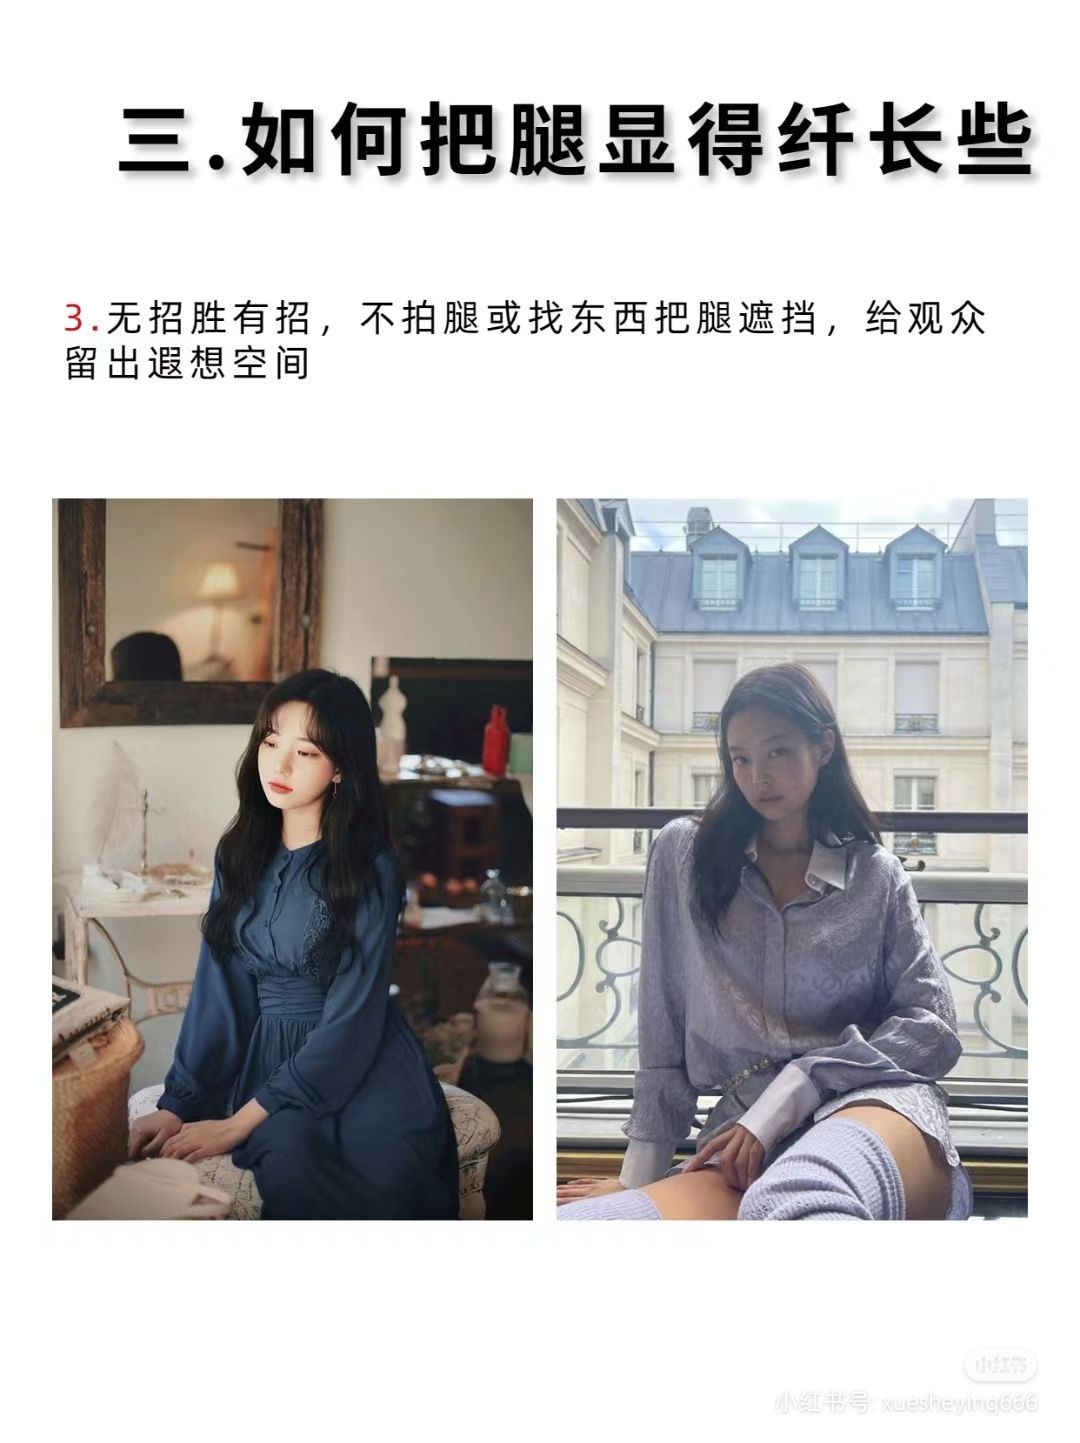 三.如何把腿显得纤长些
3.无招胜有招，不拍腿或找东西把腿遮挡，给观众
留出遐想空间
小红书
小红书号: xuesheying666